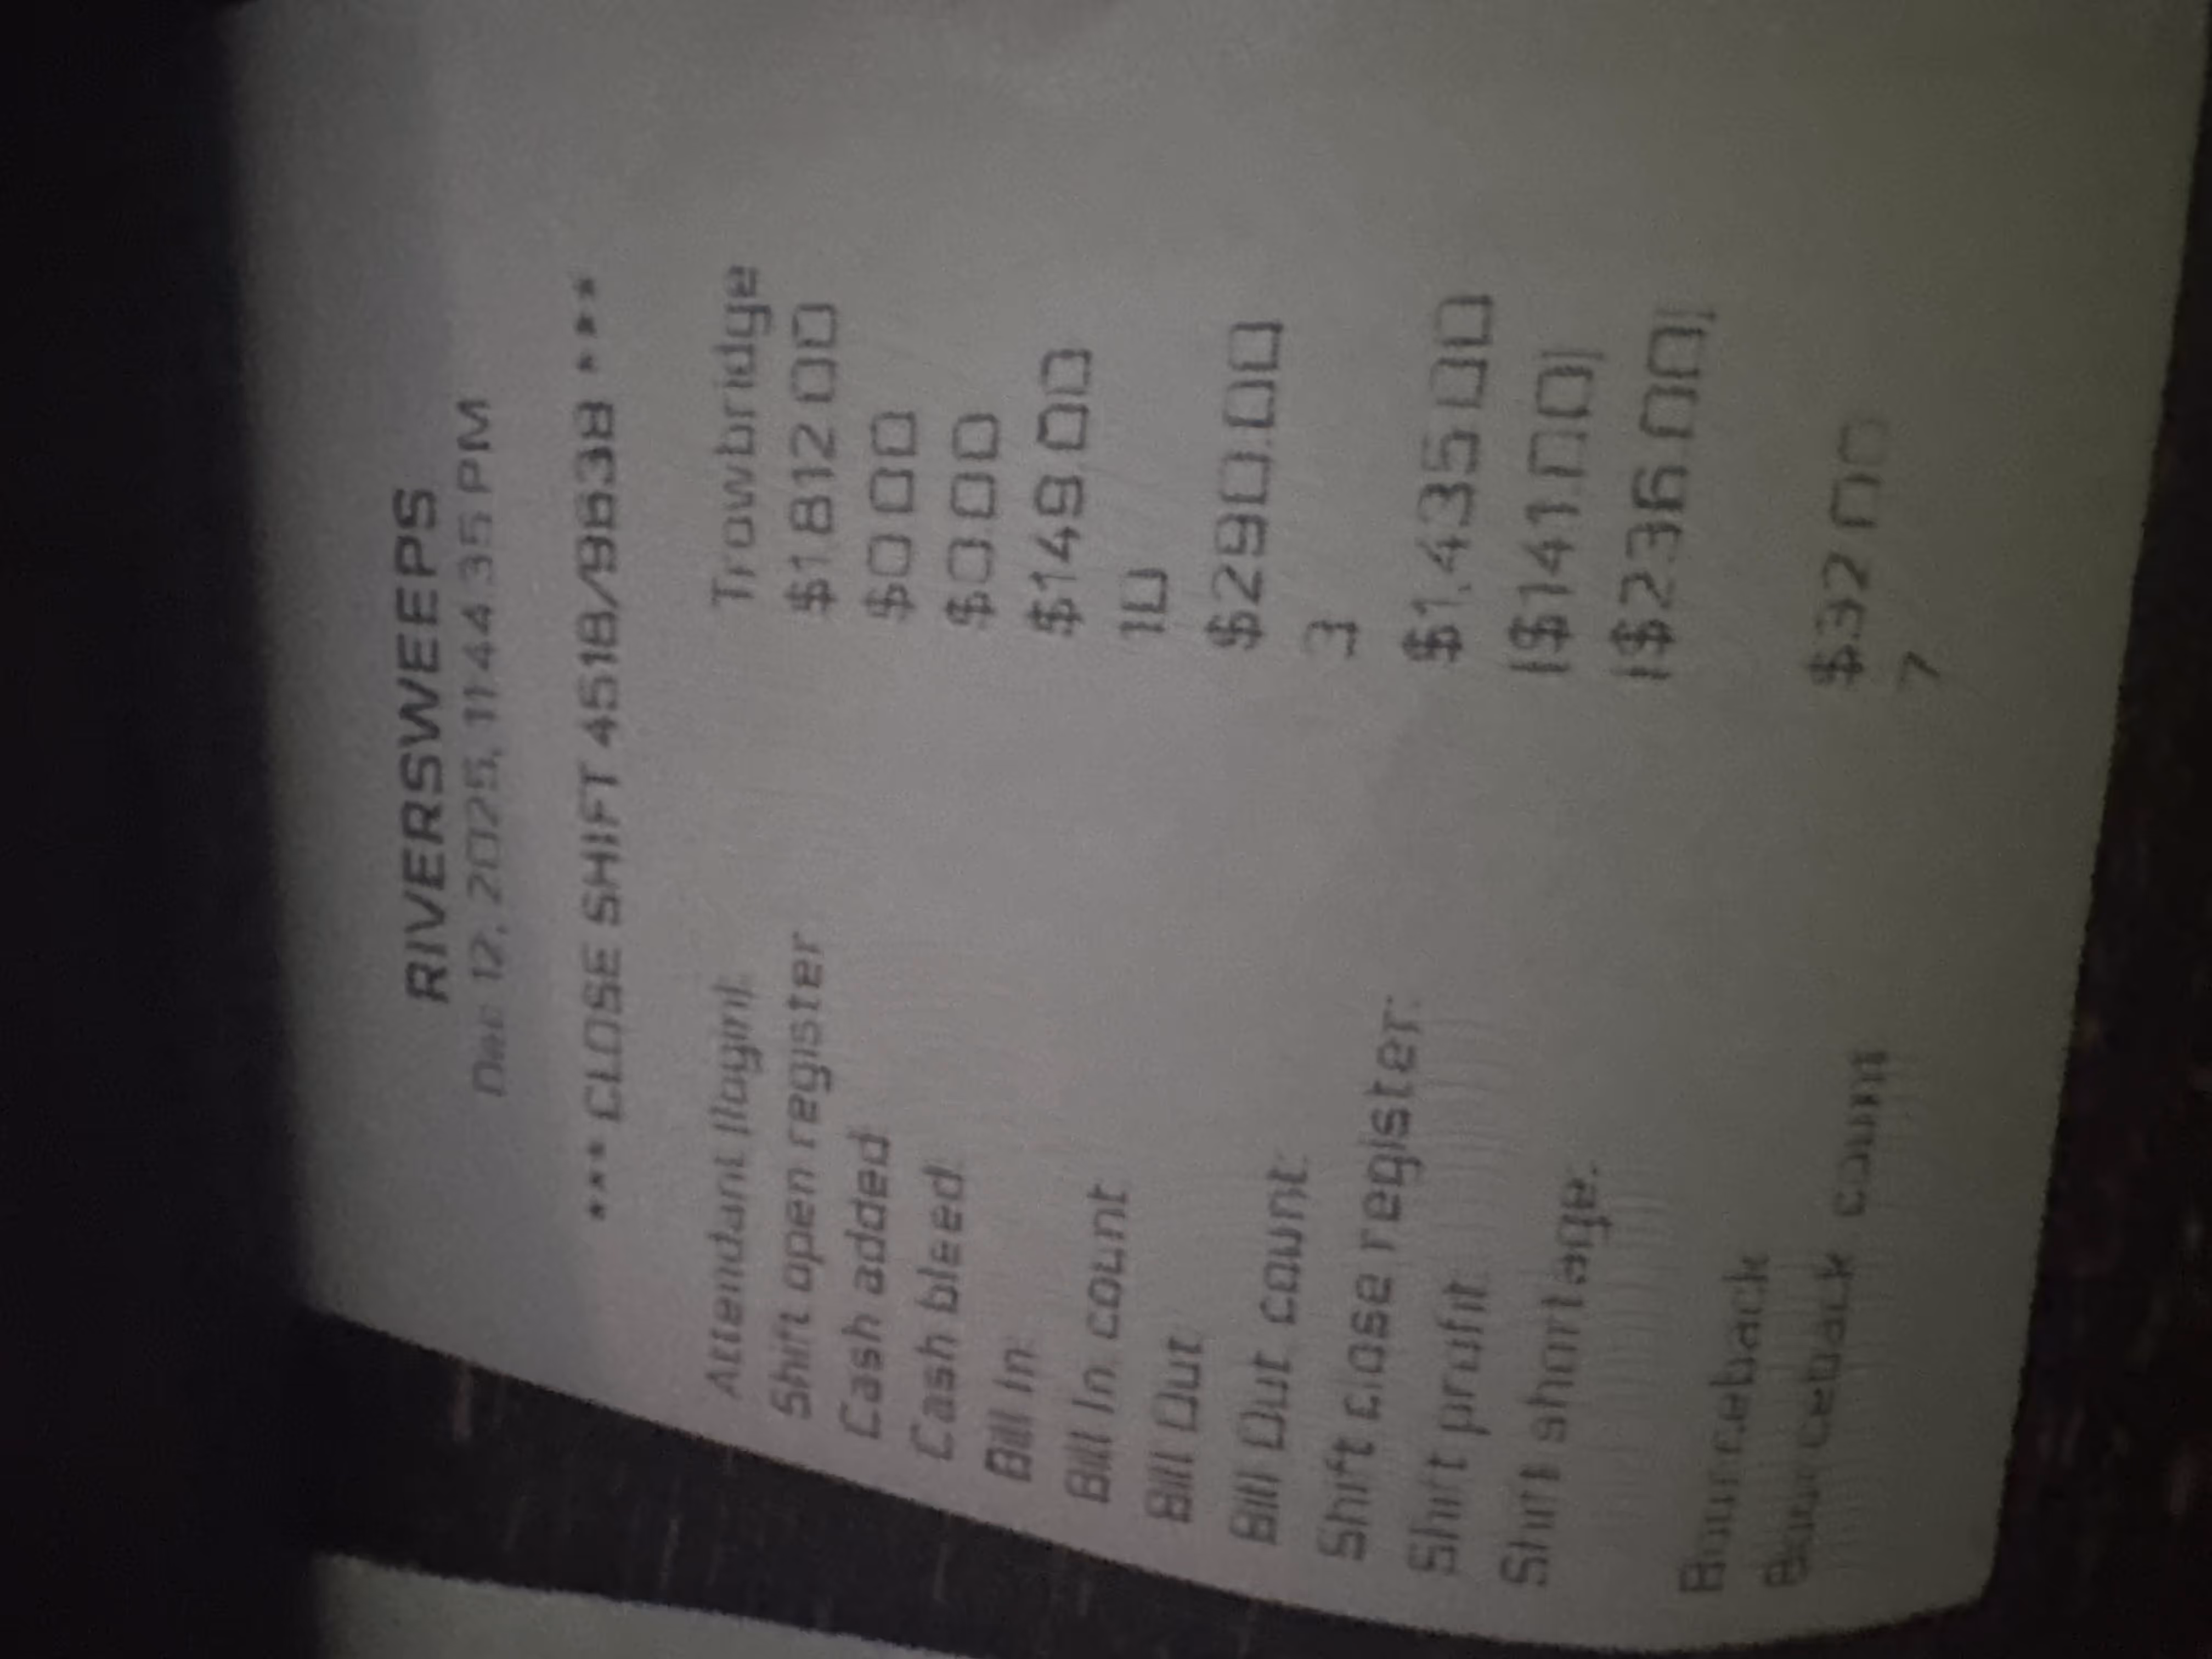 RIVERSWEEPS
Dec 12, 2025, 11:44:35 PM
*** CLOSE SHIFT 4518/9638 ***
Attendant (login): Trowbridge
Shift open register $1812.00
Cash added $0.00
Cash bleed $0.00
Bill In: $149.00
Bill In count 10
Bill Out: $290.00
Bill Out count: 3
Shift close register: $1,435.00
Shift profit ($141.00)
Shift shortage: ($236.00)
Bounceback $32.00
Bounceback count 7